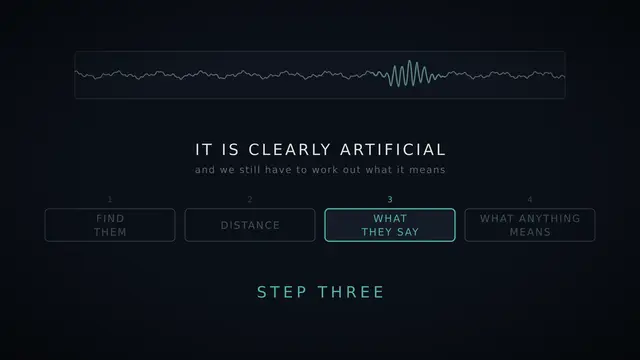 IT IS CLEARLY ARTIFICIAL
and we still have to work out what it means
1
FIND
THEM
2
DISTANCE
3
WHAT
THEY SAY
4
WHAT ANYTHING
MEANS
STEP THREE